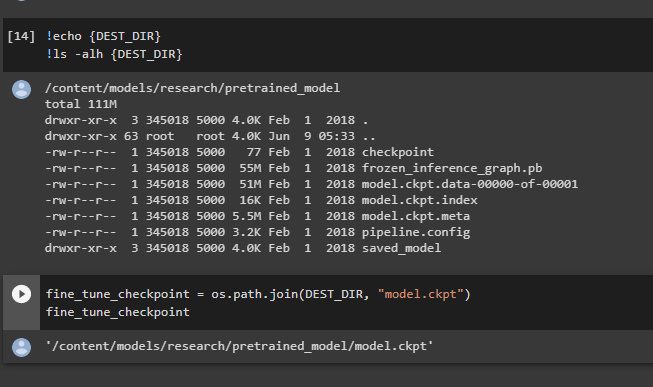 [14] !echo {DEST_DIR}
!ls -alh {DEST_DIR}
/content/models/research/pretrained_model
total 111M
drwxr-xr-x  3 345018 5000 4.0K Feb  1  2018 .
drwxr-xr-x 63 root   root 4.0K Jun  9 05:33 ..
-rw-r--r--  1 345018 5000   77 Feb  1  2018 checkpoint
-rw-r--r--  1 345018 5000  55M Feb  1  2018 frozen_inference_graph.pb
-rw-r--r--  1 345018 5000  51M Feb  1  2018 model.ckpt.data-00000-of-00001
-rw-r--r--  1 345018 5000  16K Feb  1  2018 model.ckpt.index
-rw-r--r--  1 345018 5000 5.5M Feb  1  2018 model.ckpt.meta
-rw-r--r--  1 345018 5000 3.2K Feb  1  2018 pipeline.config
drwxr-xr-x  3 345018 5000 4.0K Feb  1  2018 saved_model
fine_tune_checkpoint = os.path.join(DEST_DIR, "model.ckpt")
fine_tune_checkpoint
'/content/models/research/pretrained_model/model.ckpt'